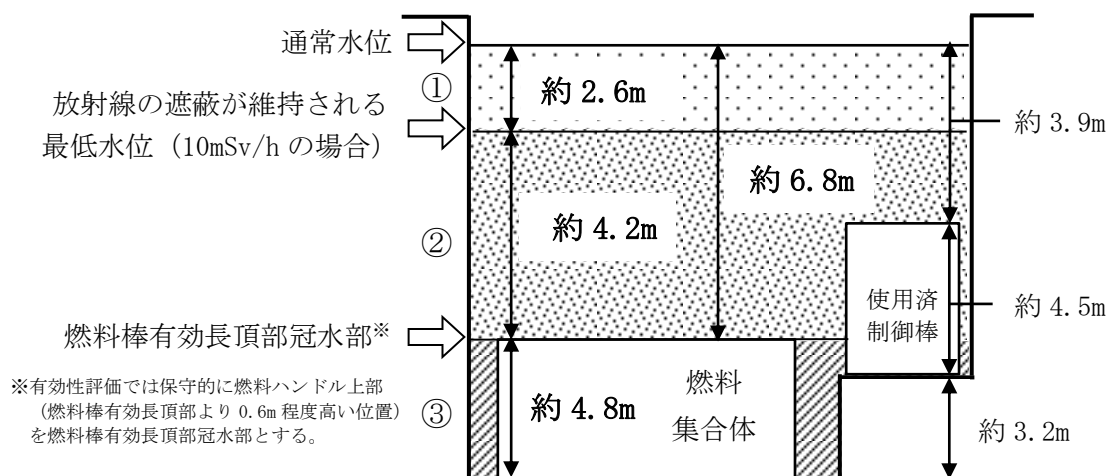 通常水位
①
約 2.6m
約 3.9m
放射線の遮蔽が維持される
最低水位（10mSv/h の場合）
約 6.8m
②
約 4.2m
使用済
制御棒
約 4.5m
燃料棒有効長頂部冠水部※
※有効性評価では保守的に燃料ハンドル上部
（燃料棒有効長頂部より 0.6m 程度高い位置）
を燃料棒有効長頂部冠水部とする。
③
約 4.8m
燃料
集合体
約 3.2m